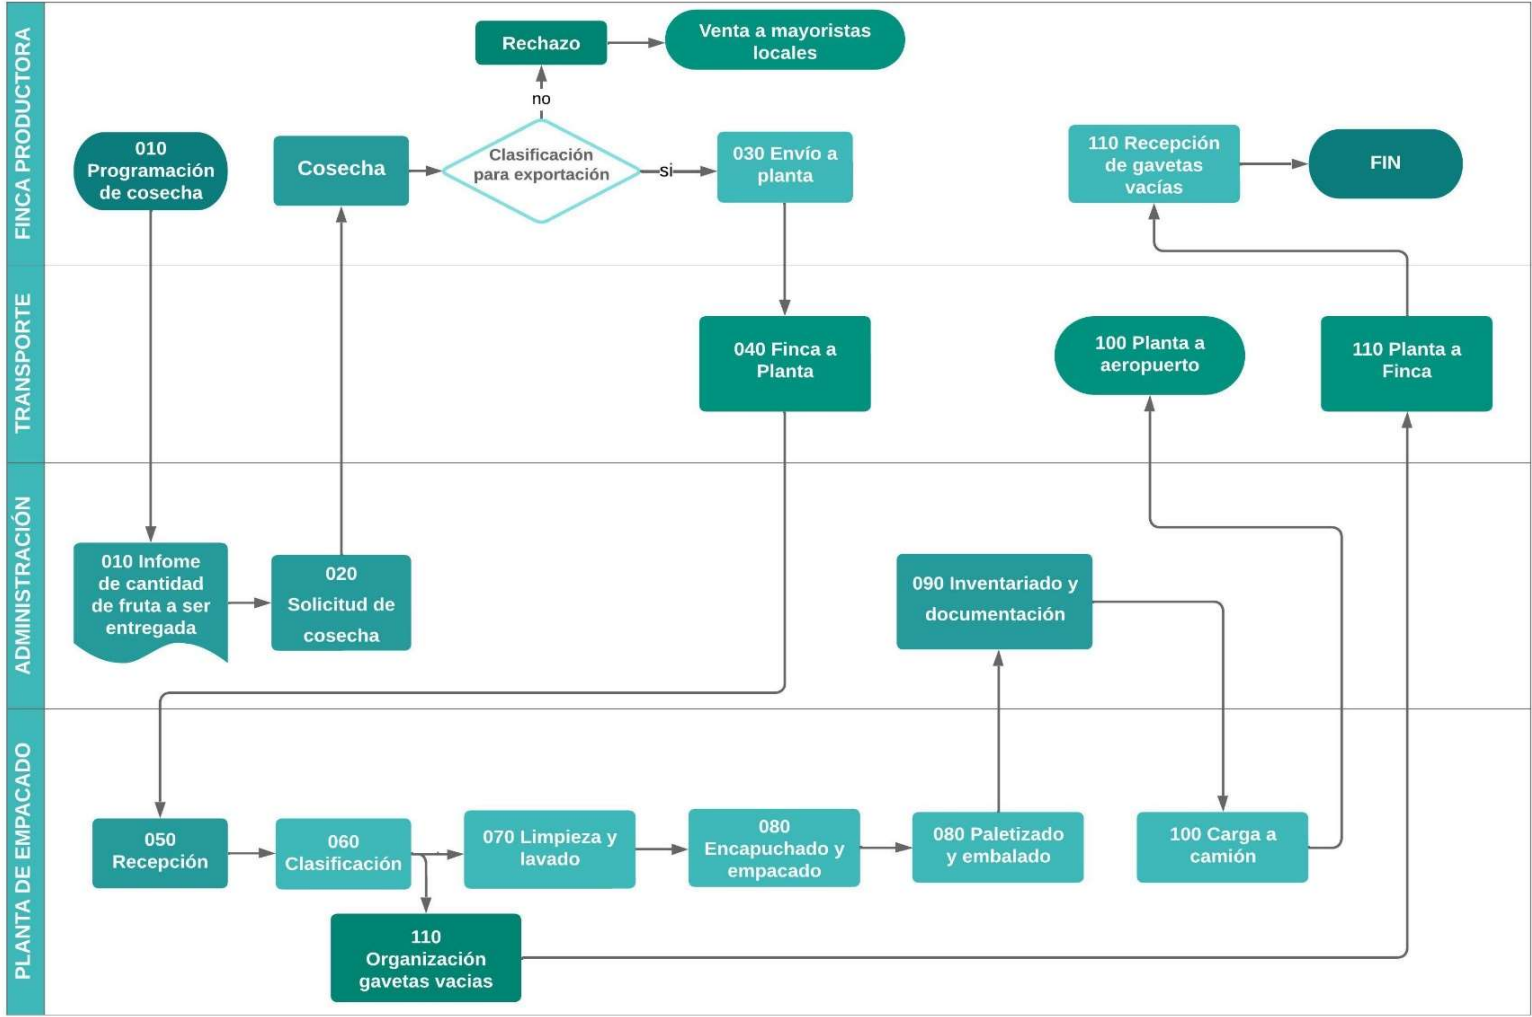 FINCA PRODUCTORA
Rechazo
Venta a mayoristas
locales
no
010
Programación
de cosecha
Cosecha
Clasificación
para exportación
si
030 Envío a
planta
110 Recepción
de gavetas
vacías
FIN
TRANSPORTE
040 Finca a
Planta
100 Planta a
aeropuerto
110 Planta a
Finca
ADMINISTRACIÓN
010 Infome
de cantidad
de fruta a ser
entregada
020
Solicitud de
cosecha
090 Inventariado y
documentación
PLANTA DE EMPACADO
050
Recepción
060
Clasificación
070 Limpieza y
lavado
080
Encapuchado y
empacado
080 Paletizado
y embalado
100 Carga a
camión
110
Organización
gavetas vacias